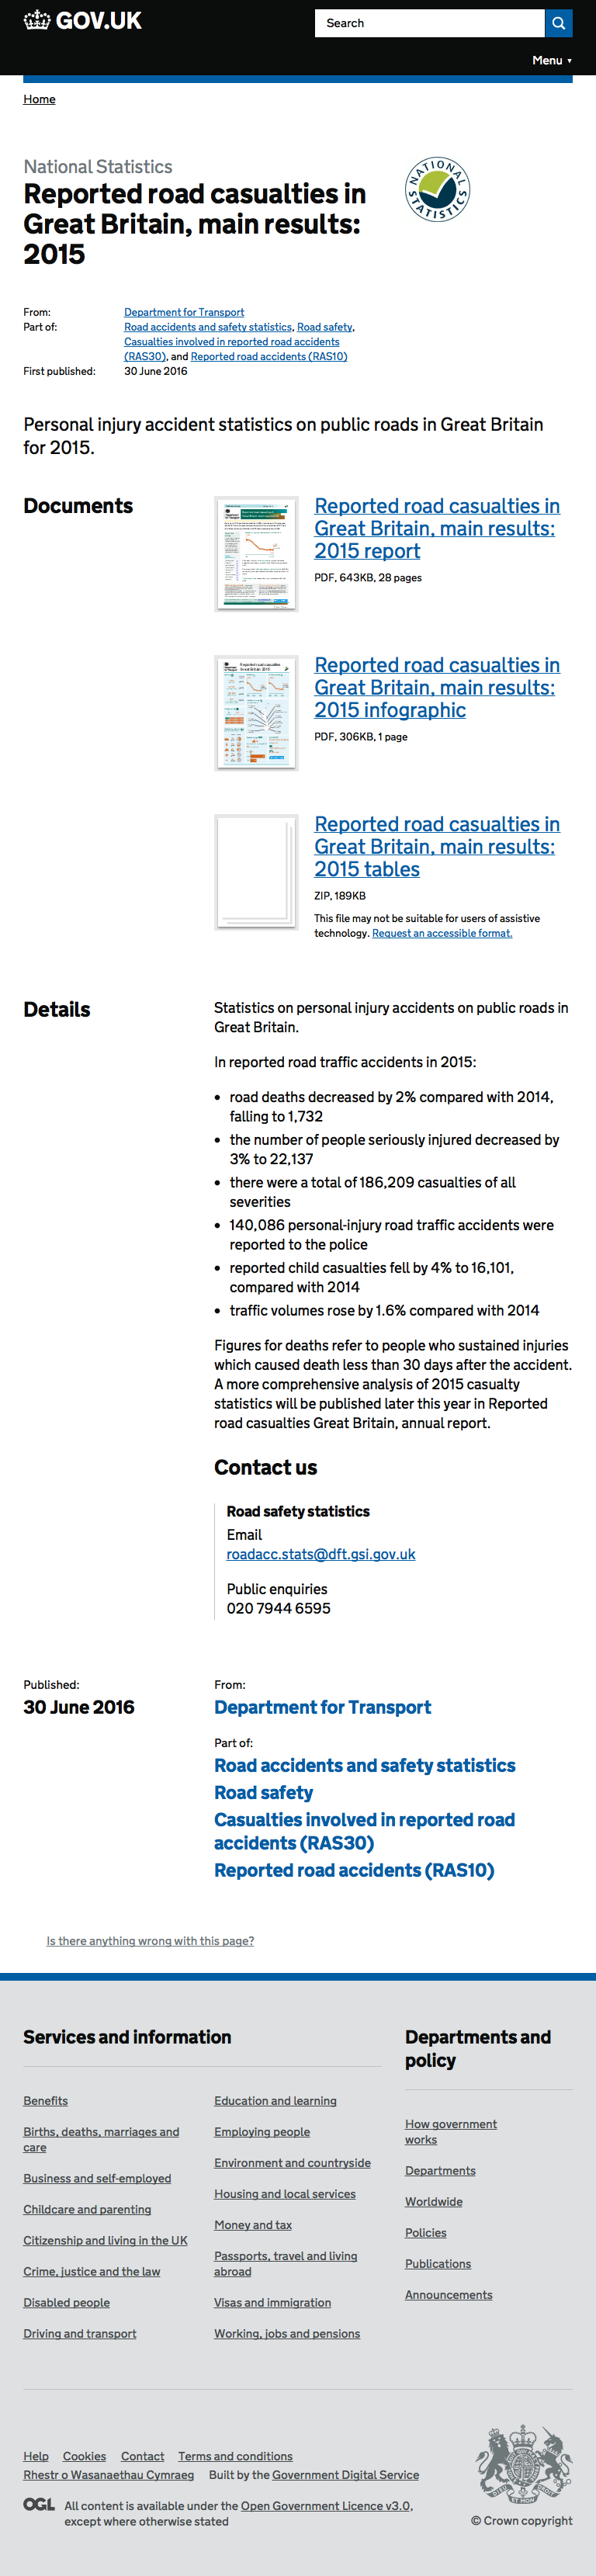 GOV.UK
Search
Menu ▼
Home
National Statistics
Reported road casualties in
Great Britain, main results:
2015
NATIONAL STATISTICS
From: Department for Transport
Part of: Road accidents and safety statistics, Road safety,
Casualties involved in reported road accidents
(RAS30), and Reported road accidents (RAS10)
First published: 30 June 2016
Personal injury accident statistics on public roads in Great Britain
for 2015.
Documents
Reported road casualties in
Great Britain, main results:
2015 report
PDF, 643KB, 28 pages
Reported road casualties
Great Britain 2015
Reported road casualties in
Great Britain, main results:
2015 infographic
PDF, 306KB, 1 page
Reported road casualties in
Great Britain, main results:
2015 tables
ZIP, 189KB
This file may not be suitable for users of assistive
technology. Request an accessible format.
Details
Statistics on personal injury accidents on public roads in
Great Britain.
In reported road traffic accidents in 2015:
• road deaths decreased by 2% compared with 2014,
falling to 1,732
• the number of people seriously injured decreased by
3% to 22,137
• there were a total of 186,209 casualties of all
severities
• 140,086 personal-injury road traffic accidents were
reported to the police
• reported child casualties fell by 4% to 16,101,
compared with 2014
• traffic volumes rose by 1.6% compared with 2014
Figures for deaths refer to people who sustained injuries
which caused death less than 30 days after the accident.
A more comprehensive analysis of 2015 casualty
statistics will be published later this year in Reported
road casualties Great Britain, annual report.
Contact us
Road safety statistics
Email
roadacc.stats@dft.gsi.gov.uk
Public enquiries
020 7944 6595
Published:
30 June 2016
From:
Department for Transport
Part of:
Road accidents and safety statistics
Road safety
Casualties involved in reported road
accidents (RAS30)
Reported road accidents (RAS10)
Is there anything wrong with this page?
Services and information
Benefits
Births, deaths, marriages and
care
Business and self-employed
Childcare and parenting
Citizenship and living in the UK
Crime, justice and the law
Disabled people
Driving and transport
Education and learning
Employing people
Environment and countryside
Housing and local services
Money and tax
Passports, travel and living
abroad
Visas and immigration
Working, jobs and pensions
Departments and
policy
How government
works
Departments
Worldwide
Policies
Publications
Announcements
Help Cookies Contact Terms and conditions
Rhestr o Wasanaethau Cymraeg Built by the Government Digital Service
OGL All content is available under the Open Government Licence v3.0,
except where otherwise stated
© Crown copyright